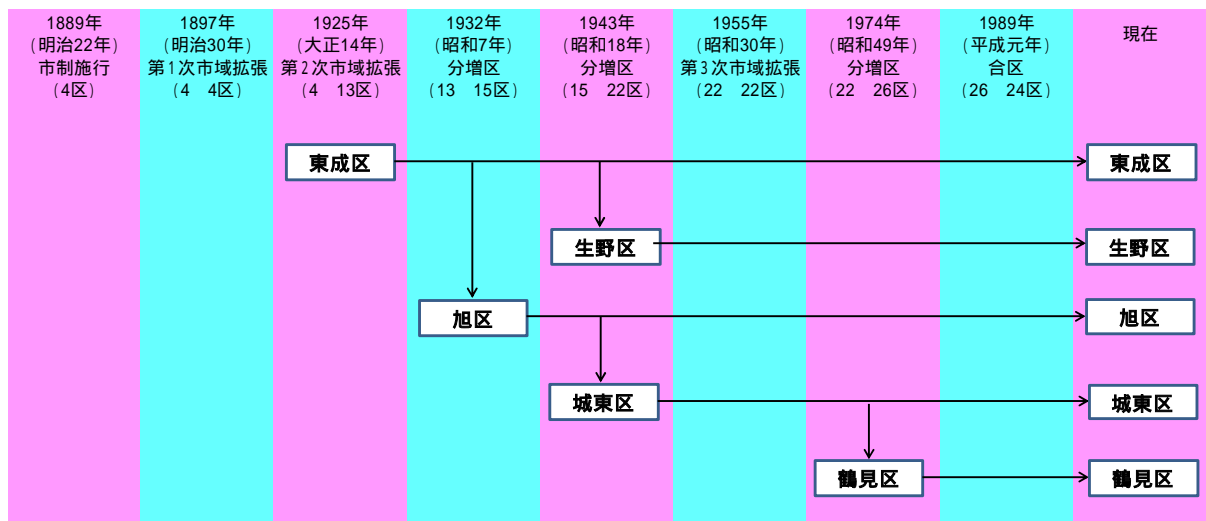 1889年
（明治22年）
市制施行
（4区）
1897年
（明治30年）
第1次市域拡張
（4　4区）
1925年
（大正14年）
第2次市域拡張
（4　13区）
1932年
（昭和7年）
分増区
（13　15区）
1943年
（昭和18年）
分増区
（15　22区）
1955年
（昭和30年）
第3次市域拡張
（22　22区）
1974年
（昭和49年）
分増区
（22　26区）
1989年
（平成元年）
合区
（26　24区）
現在
東成区
東成区
生野区
生野区
旭区
旭区
城東区
城東区
鶴見区
鶴見区